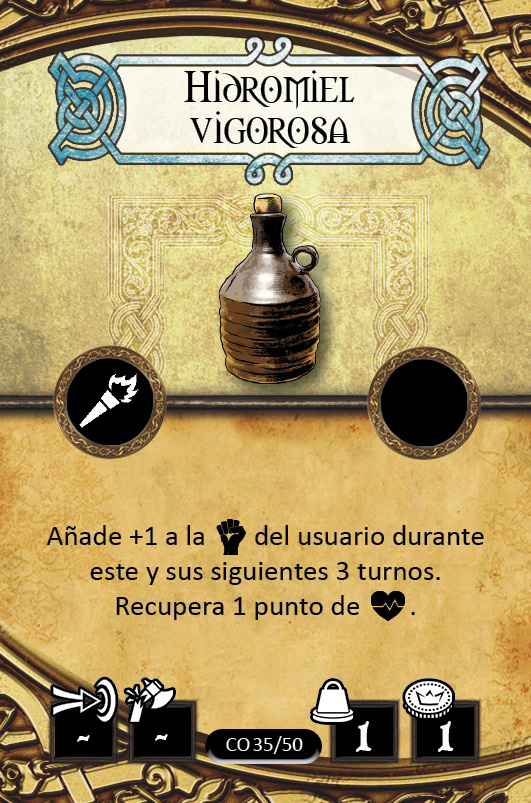 Hidromiel
vigorosa
Añade +1 a la del usuario durante
este y sus siguientes 3 turnos.
Recupera 1 punto de .
~ ~ CO 35/50 1 1